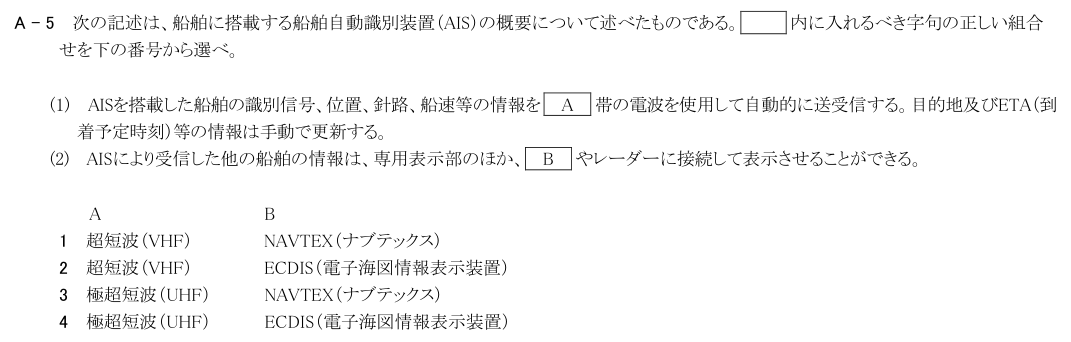 A－5　次の記述は、船舶に搭載する船舶自動識別装置（AIS）の概要について述べたものである。　　　内に入れるべき字句の正しい組合
せを下の番号から選べ。
(1)　AISを搭載した船舶の識別信号、位置、針路、船速等の情報を　A　帯の電波を使用して自動的に送受信する。目的地及びETA（到
着予定時刻）等の情報は手動で更新する。
(2)　AISにより受信した他の船舶の情報は、専用表示部のほか、　B　やレーダーに接続して表示させることができる。
A　B
1　超短波（VHF）　NAVTEX（ナブテックス）
2　超短波（VHF）　ECDIS（電子海図情報表示装置）
3　極超短波（UHF）　NAVTEX（ナブテックス）
4　極超短波（UHF）　ECDIS（電子海図情報表示装置）